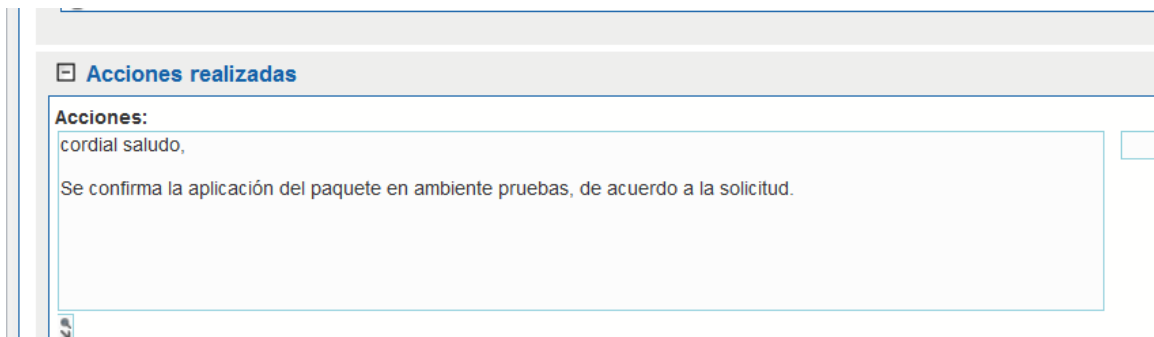 Acciones realizadas
Acciones:
cordial saludo,
Se confirma la aplicación del paquete en ambiente pruebas, de acuerdo a la solicitud.